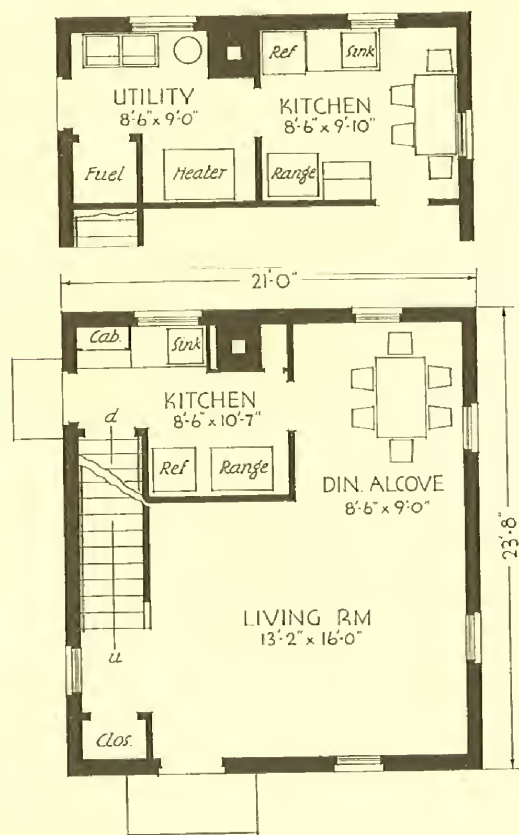 Ref
Sink
UTILITY
8'-6" x 9'-0"
KITCHEN
8'-6" x 9'-10"
Fuel
Heater
Range
21'-0"
Cab.
Sink
KITCHEN
8'-6" x 10'-7"
d
Ref
Range
DIN. ALCOVE
8'-6" x 9'-0"
23'-8"
LIVING RM
13'-2" x 16'-0"
u
Clos.